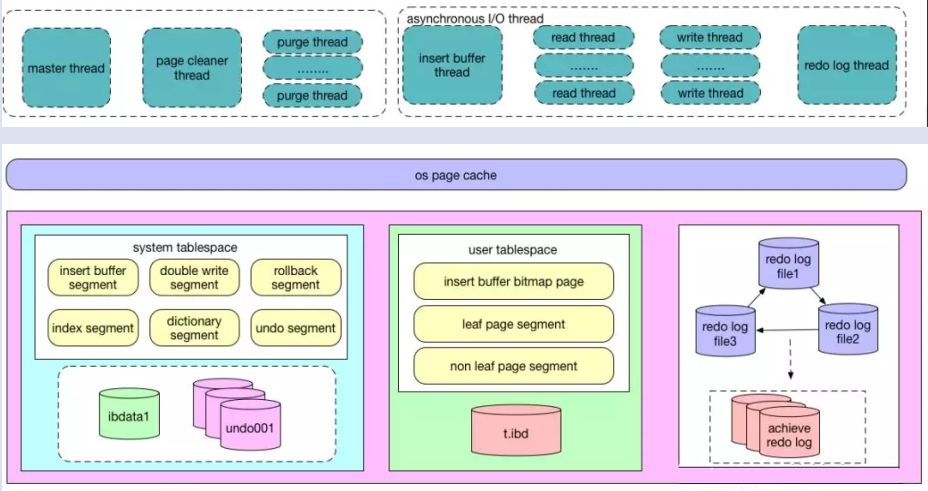 asynchronous I/O thread
master thread
page cleaner
thread
purge thread
........
purge thread
insert buffer
thread
read thread
.......
read thread
write thread
.......
write thread
redo log thread
os page cache
system tablespace
insert buffer
segment
double write
segment
rollback
segment
index segment
dictionary
segment
undo segment
ibdata1
undo001
user tablespace
insert buffer bitmap page
leaf page segment
non leaf page segment
t.ibd
redo log
file1
redo log
file3
redo log
file2
achieve
redo log